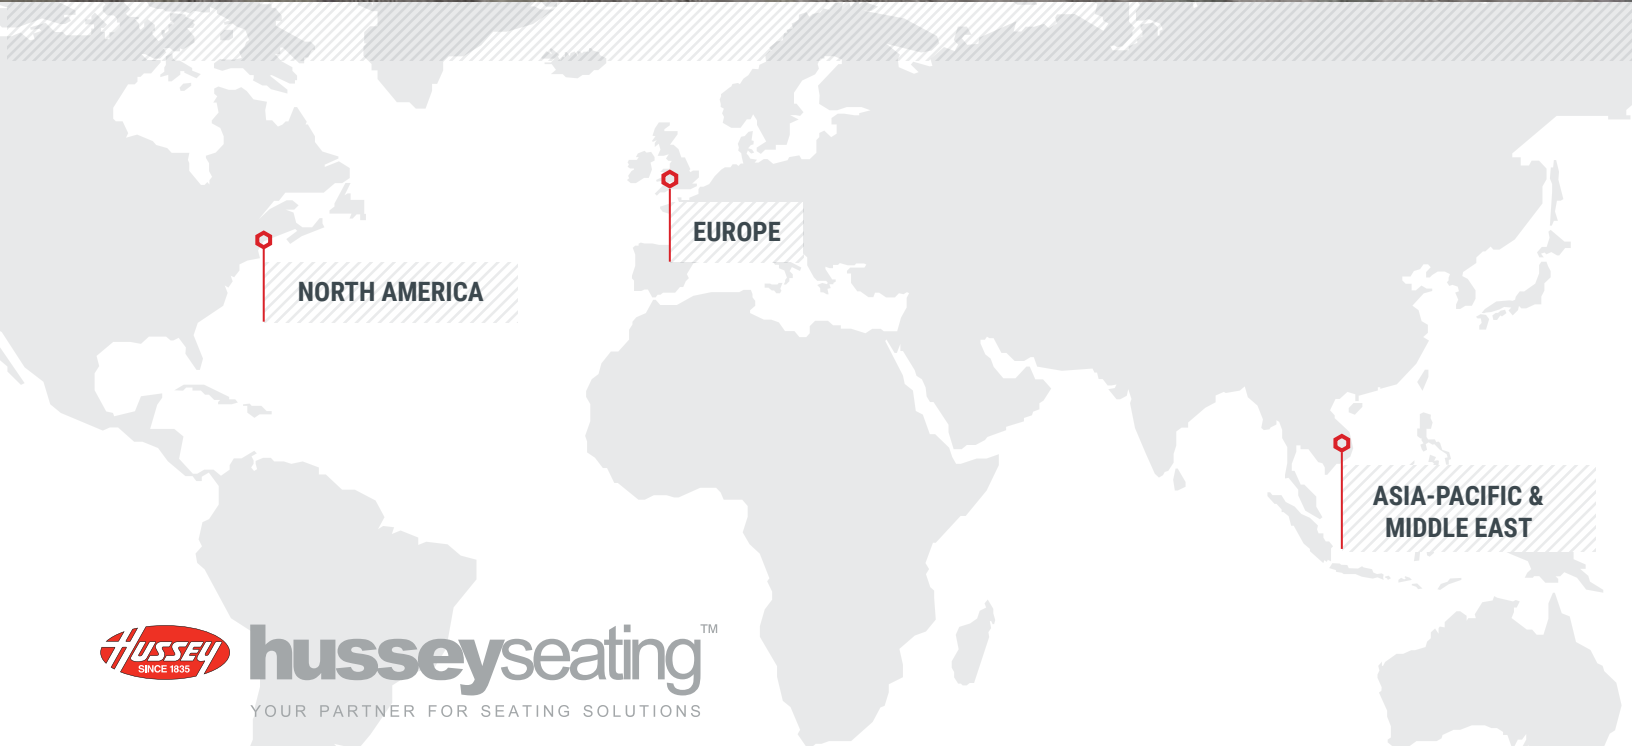 EUROPE
NORTH AMERICA
ASIA-PACIFIC &
MIDDLE EAST
HUSSEY
SINCE 1835
husseyseating™
YOUR PARTNER FOR SEATING SOLUTIONS